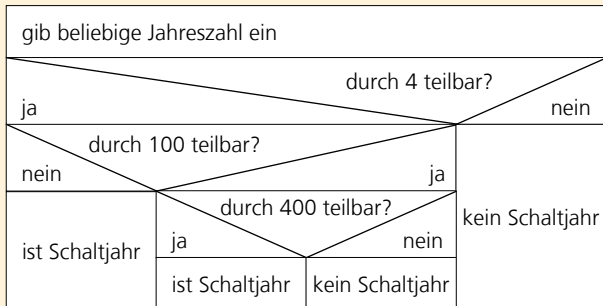 gib beliebige Jahreszahl ein
durch 4 teilbar?
ja
nein
durch 100 teilbar?
nein
ja
durch 400 teilbar?
kein Schaltjahr
ist Schaltjahr
ja
nein
ist Schaltjahr
kein Schaltjahr